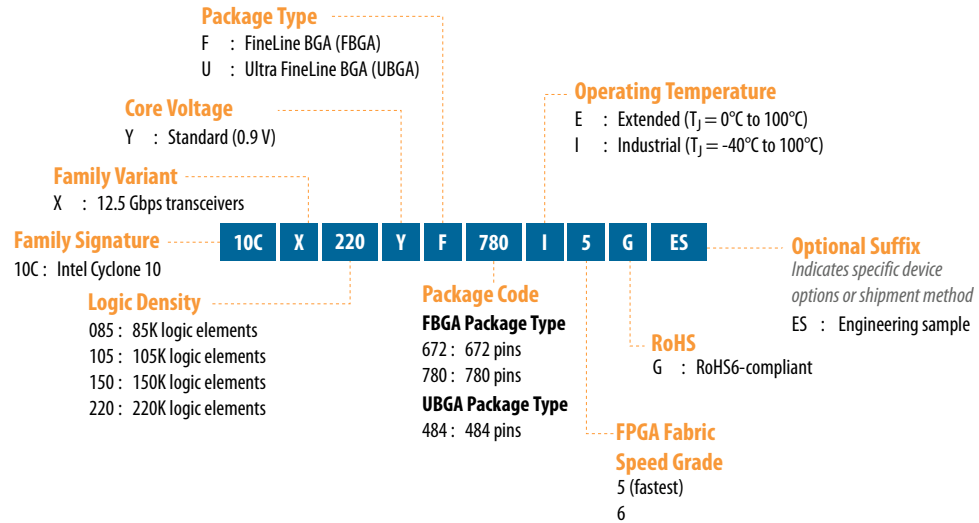 Package Type
F : FineLine BGA (FBGA)
U : Ultra FineLine BGA (UBGA)
Operating Temperature
E : Extended (TJ = 0°C to 100°C)
I : Industrial (TJ = -40°C to 100°C)
Core Voltage
Y : Standard (0.9 V)
Family Variant
X : 12.5 Gbps transceivers
Family Signature
10C : Intel Cyclone 10
10C X 220 Y F 780 I 5 G ES
Optional Suffix
Indicates specific device
options or shipment method
ES : Engineering sample
Logic Density
085 : 85K logic elements
105 : 105K logic elements
150 : 150K logic elements
220 : 220K logic elements
Package Code
FBGA Package Type
672 : 672 pins
780 : 780 pins
UBGA Package Type
484 : 484 pins
RoHS
G : RoHS6-compliant
FPGA Fabric
Speed Grade
5 (fastest)
6